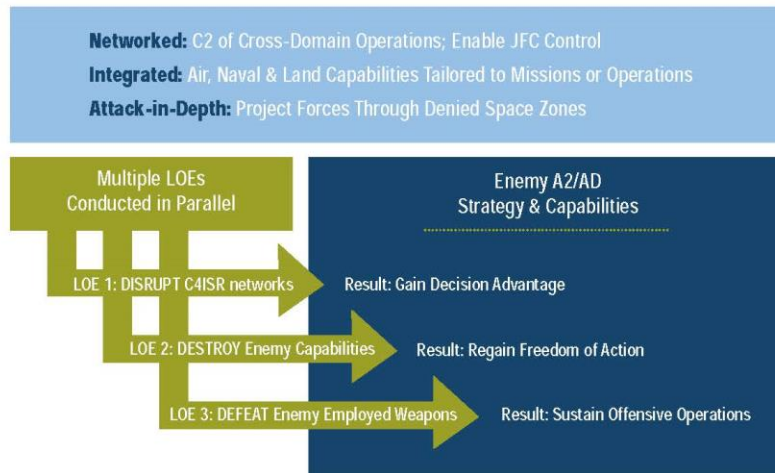 Networked: C2 of Cross-Domain Operations; Enable JFC Control
Integrated: Air, Naval & Land Capabilities Tailored to Missions or Operations
Attack-in-Depth: Project Forces Through Denied Space Zones
Multiple LOEs
Conducted in Parallel
Enemy A2/AD
Strategy & Capabilities
LOE 1: DISRUPT C4ISR networks
Result: Gain Decision Advantage
LOE 2: DESTROY Enemy Capabilities
Result: Regain Freedom of Action
LOE 3: DEFEAT Enemy Employed Weapons
Result: Sustain Offensive Operations